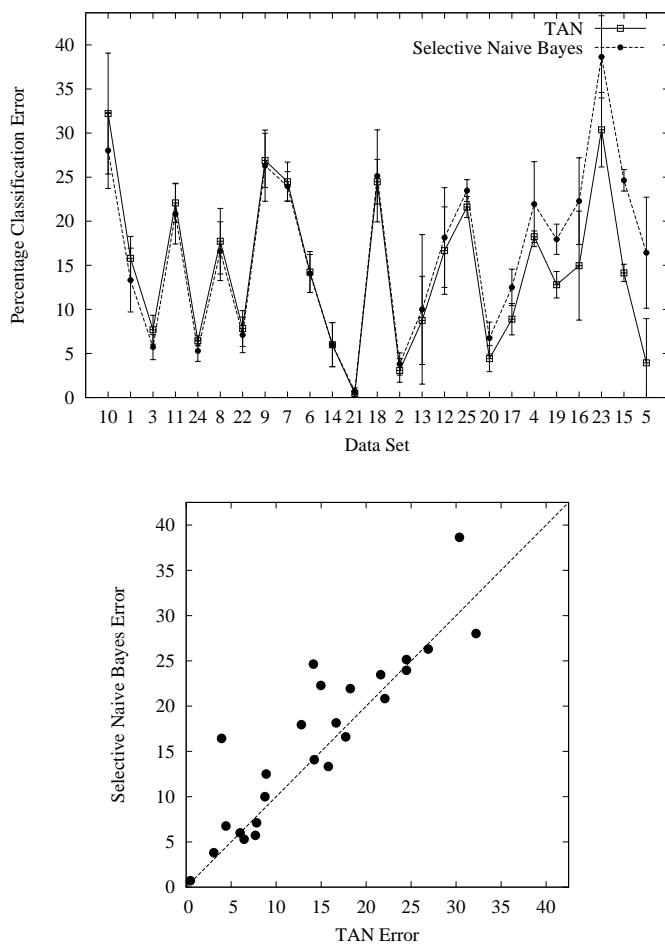 40
35
30
25
20
15
10
5
0
Percentage Classification Error
TAN
Selective Naive Bayes
10 1 3 11 24 8 22 9 7 6 14 21 18 2 13 12 25 20 17 4 19 16 23 15 5
Data Set
40
35
30
25
20
15
10
5
0
Selective Naive Bayes Error
0 5 10 15 20 25 30 35 40
TAN Error